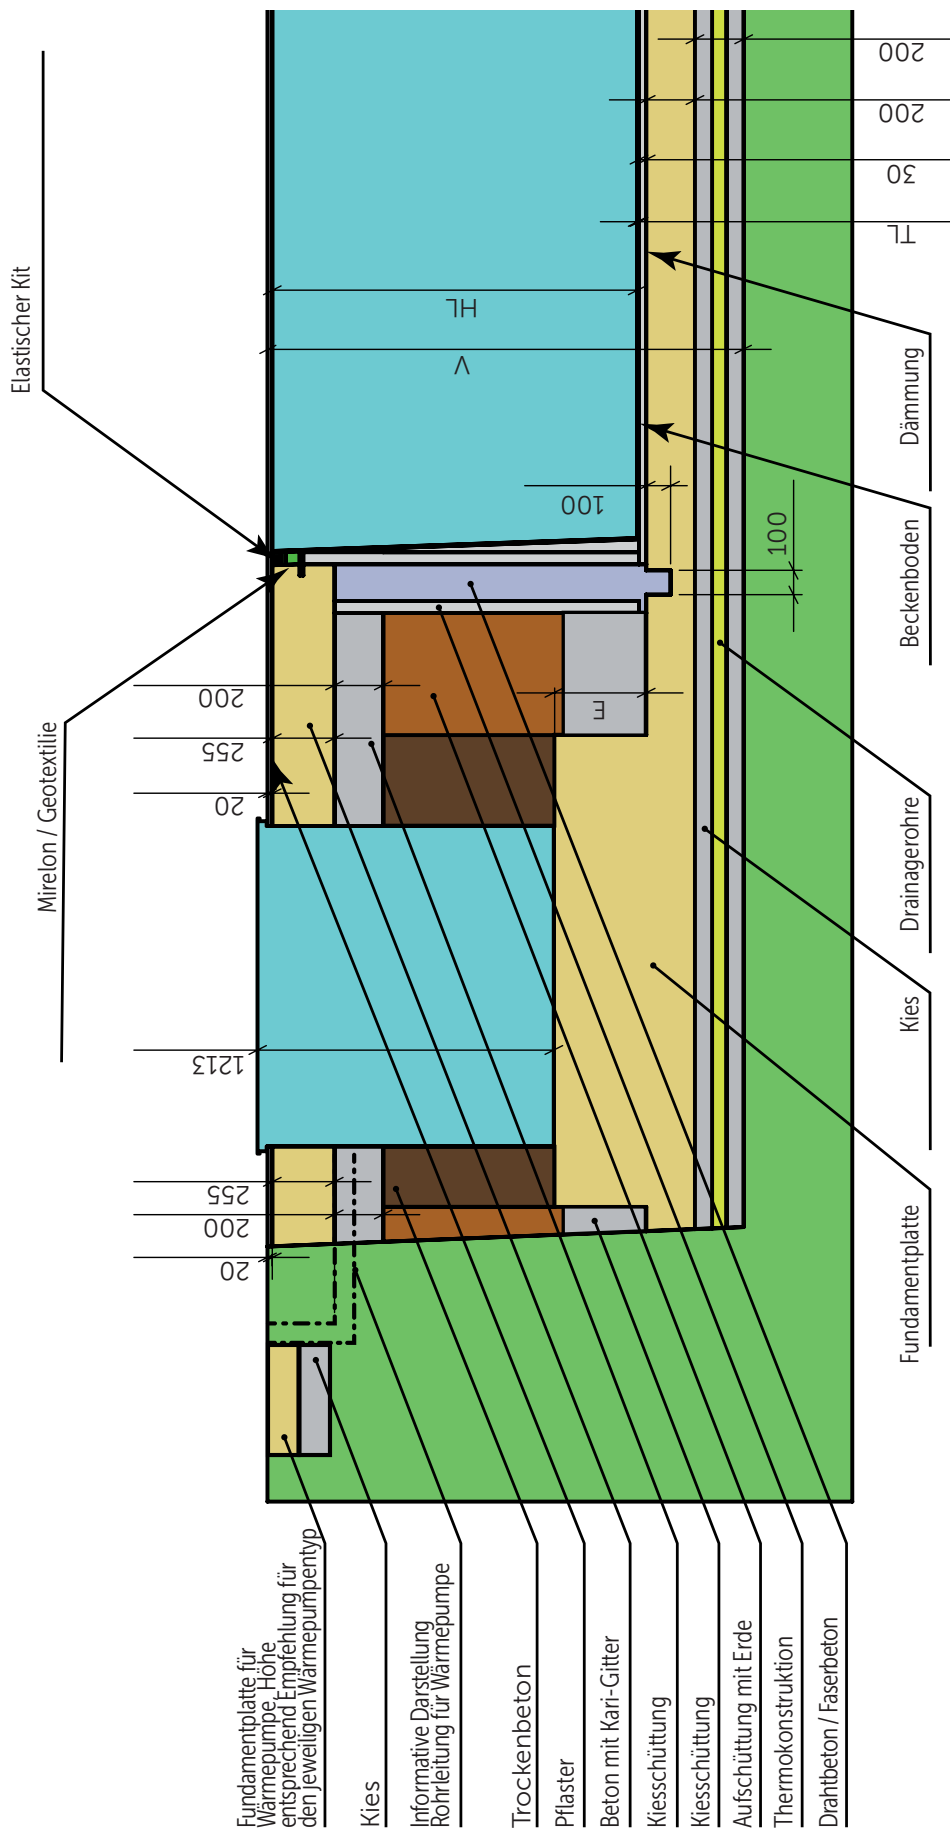 Elastischer Kit
Mirelon / Geotextilie
200
200
30
TL
HL
V
100
100
Dämmung
Beckenboden
Drainagerohre
Kies
Fundamentplatte
200
255
20
E
1213
255
200
20
Fundamentplatte für
Wärmepumpe_Höhe
entsprechend Empfehlung für
den jeweiligen Wärmepumpentyp
Kies
Informative Darstellung
Rohrleitung für Wärmepumpe
Trockenbeton
Pflaster
Beton mit Kari-Gitter
Kiesschüttung
Kiesschüttung
Aufschüttung mit Erde
Thermokonstruktion
Drahtbeton / Faserbeton